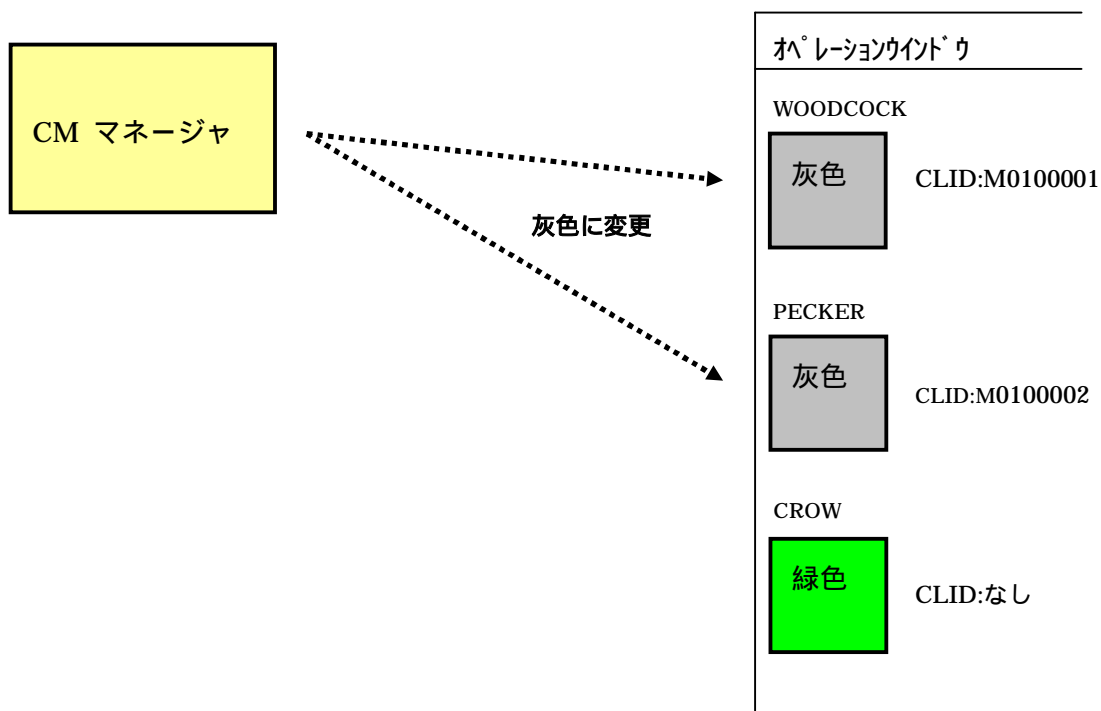 CM マネージャ
ｵﾍﾟﾚｰｼｮﾝｳｲﾝﾄﾞｳ
WOODCOCK
灰色
CLID:M0100001
灰色に変更
PECKER
灰色
CLID:M0100002
CROW
緑色
CLID:なし